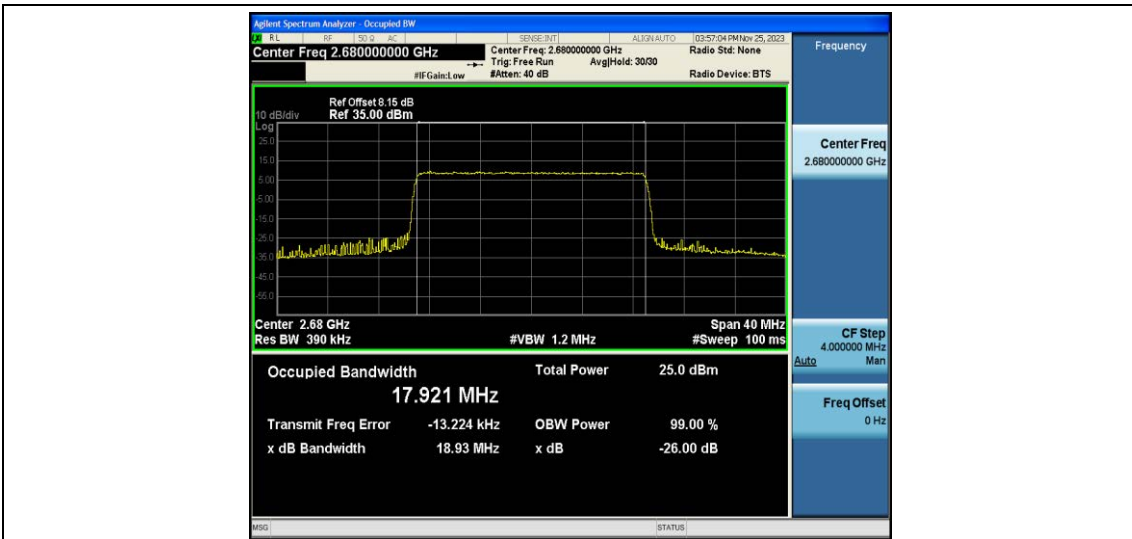 Agilent Spectrum Analyzer - Occupied BW
RL RF 50 Ω AC SENSE:INT ALIGN AUTO 03:57:04 PM Nov 25, 2023
Center Freq 2.680000000 GHz Center Freq: 2.680000000 GHz Radio Std: None Frequency
Trig: Free Run Avg|Hold: 30/30
#IFGain:Low #Atten: 40 dB Radio Device: BTS
Ref Offset 8.15 dB
10 dB/div Ref 35.00 dBm
Log
25.0
15.0
5.00
-5.00
-15.0
-25.0
-35.0
-45.0
-55.0
Center Freq
2.680000000 GHz
Center 2.68 GHz Span 40 MHz
Res BW 390 kHz #VBW 1.2 MHz #Sweep 100 ms
CF Step
4.000000 MHz
Auto Man
Occupied Bandwidth Total Power 25.0 dBm
17.921 MHz
Freq Offset
0 Hz
Transmit Freq Error -13.224 kHz OBW Power 99.00 %
x dB Bandwidth 18.93 MHz x dB -26.00 dB
MSG STATUS